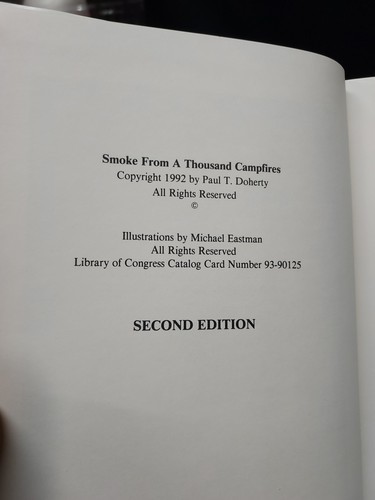 Smoke From A Thousand Campfires
Copyright 1992 by Paul T. Doherty
All Rights Reserved
©
Illustrations by Michael Eastman
All Rights Reserved
Library of Congress Catalog Card Number 93-90125
SECOND EDITION